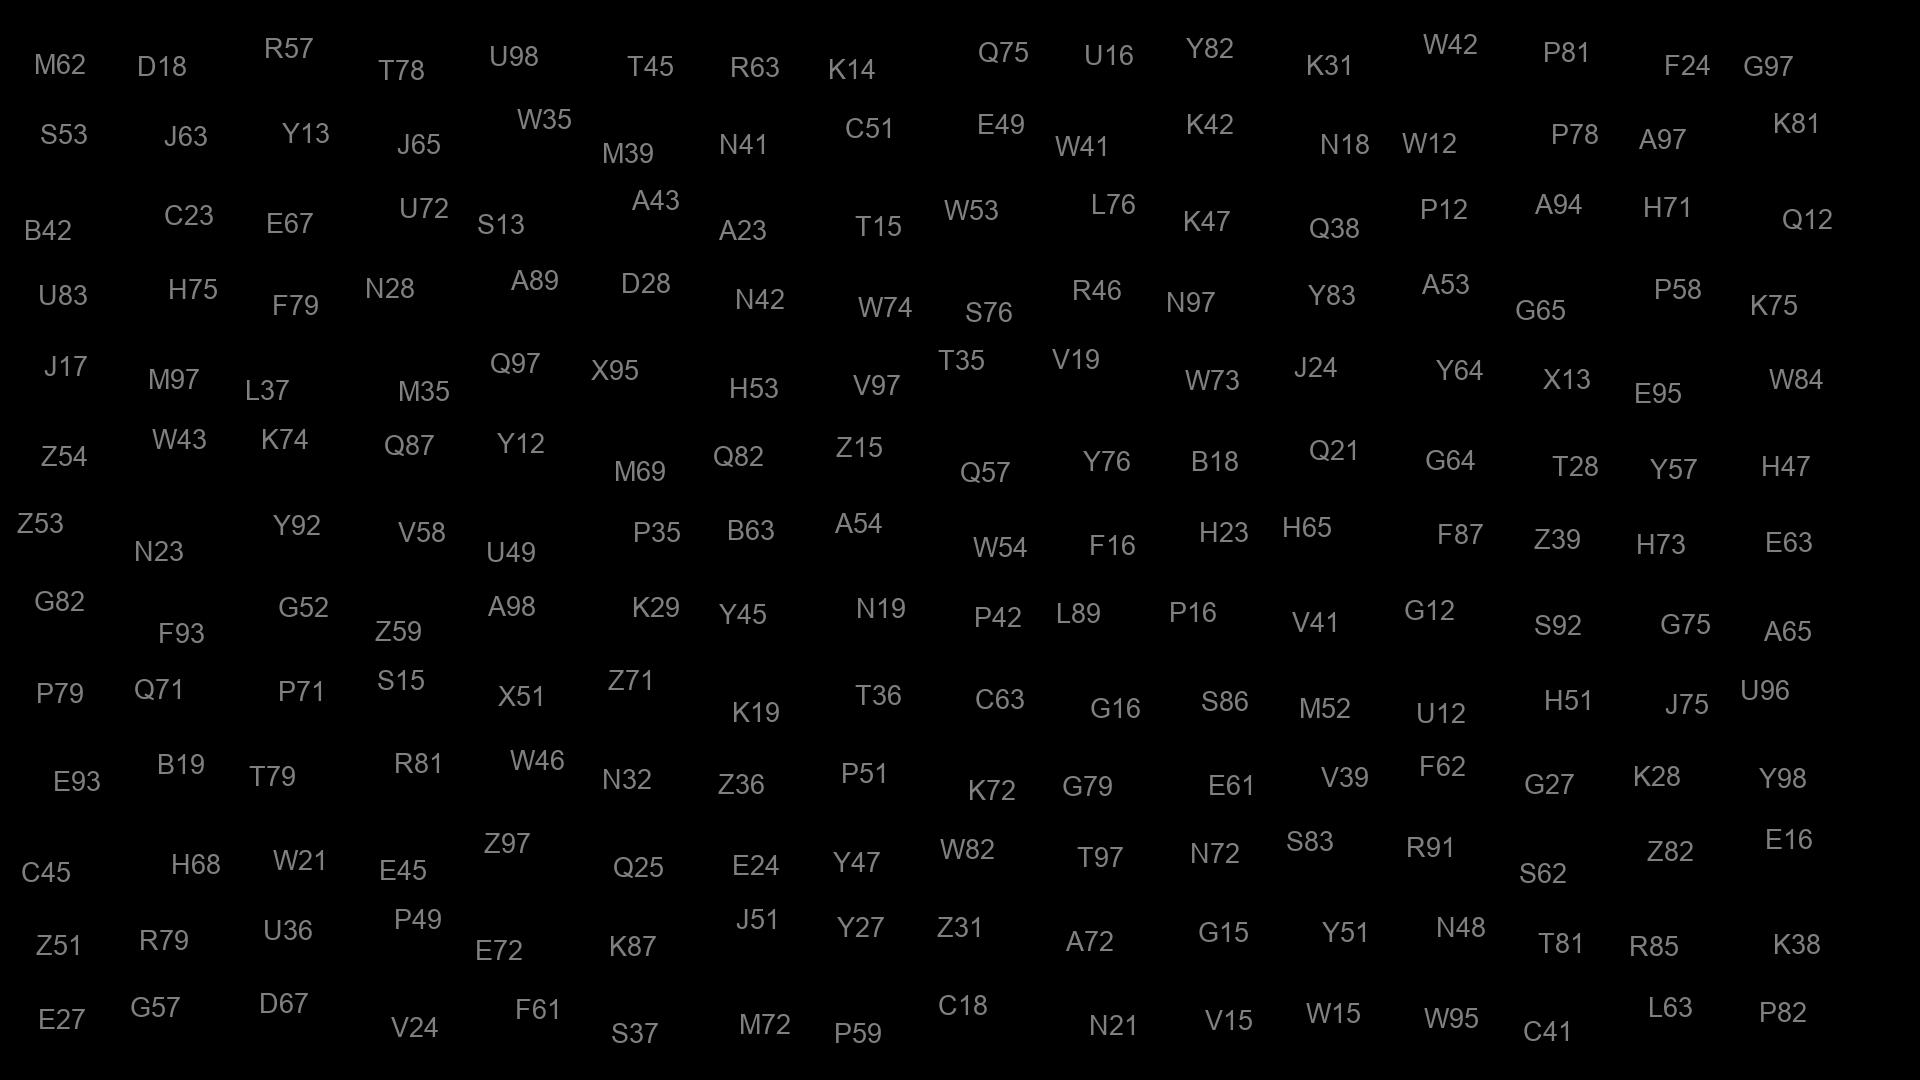 M62 D18 R57 T78 U98 T45 R63 K14 Q75 U16 Y82 K31 W42 P81 F24 G97
S53 J63 Y13 J65 W35 M39 N41 C51 E49 W41 K42 N18 W12 P78 A97 K81
B42 C23 E67 U72 S13 A43 A23 T15 W53 L76 K47 Q38 P12 A94 H71 Q12
U83 H75 F79 N28 A89 D28 N42 W74 S76 R46 N97 Y83 A53 G65 P58 K75
J17 M97 L37 M35 Q97 X95 H53 V97 T35 V19 W73 J24 Y64 X13 E95 W84
Z54 W43 K74 Q87 Y12 M69 Q82 Z15 Q57 Y76 B18 Q21 G64 T28 Y57 H47
Z53 N23 Y92 V58 U49 P35 B63 A54 W54 F16 H23 H65 F87 Z39 H73 E63
G82 F93 G52 Z59 A98 K29 Y45 N19 P42 L89 P16 V41 G12 S92 G75 A65
P79 Q71 P71 S15 X51 Z71 K19 T36 C63 G16 S86 M52 U12 H51 J75 U96
E93 B19 T79 R81 W46 N32 Z36 P51 K72 G79 E61 V39 F62 G27 K28 Y98
C45 H68 W21 E45 Z97 Q25 E24 Y47 W82 T97 N72 S83 R91 S62 Z82 E16
Z51 R79 U36 P49 E72 K87 J51 Y27 Z31 A72 G15 Y51 N48 T81 R85 K38
E27 G57 D67 V24 F61 S37 M72 P59 C18 N21 V15 W15 W95 C41 L63 P82